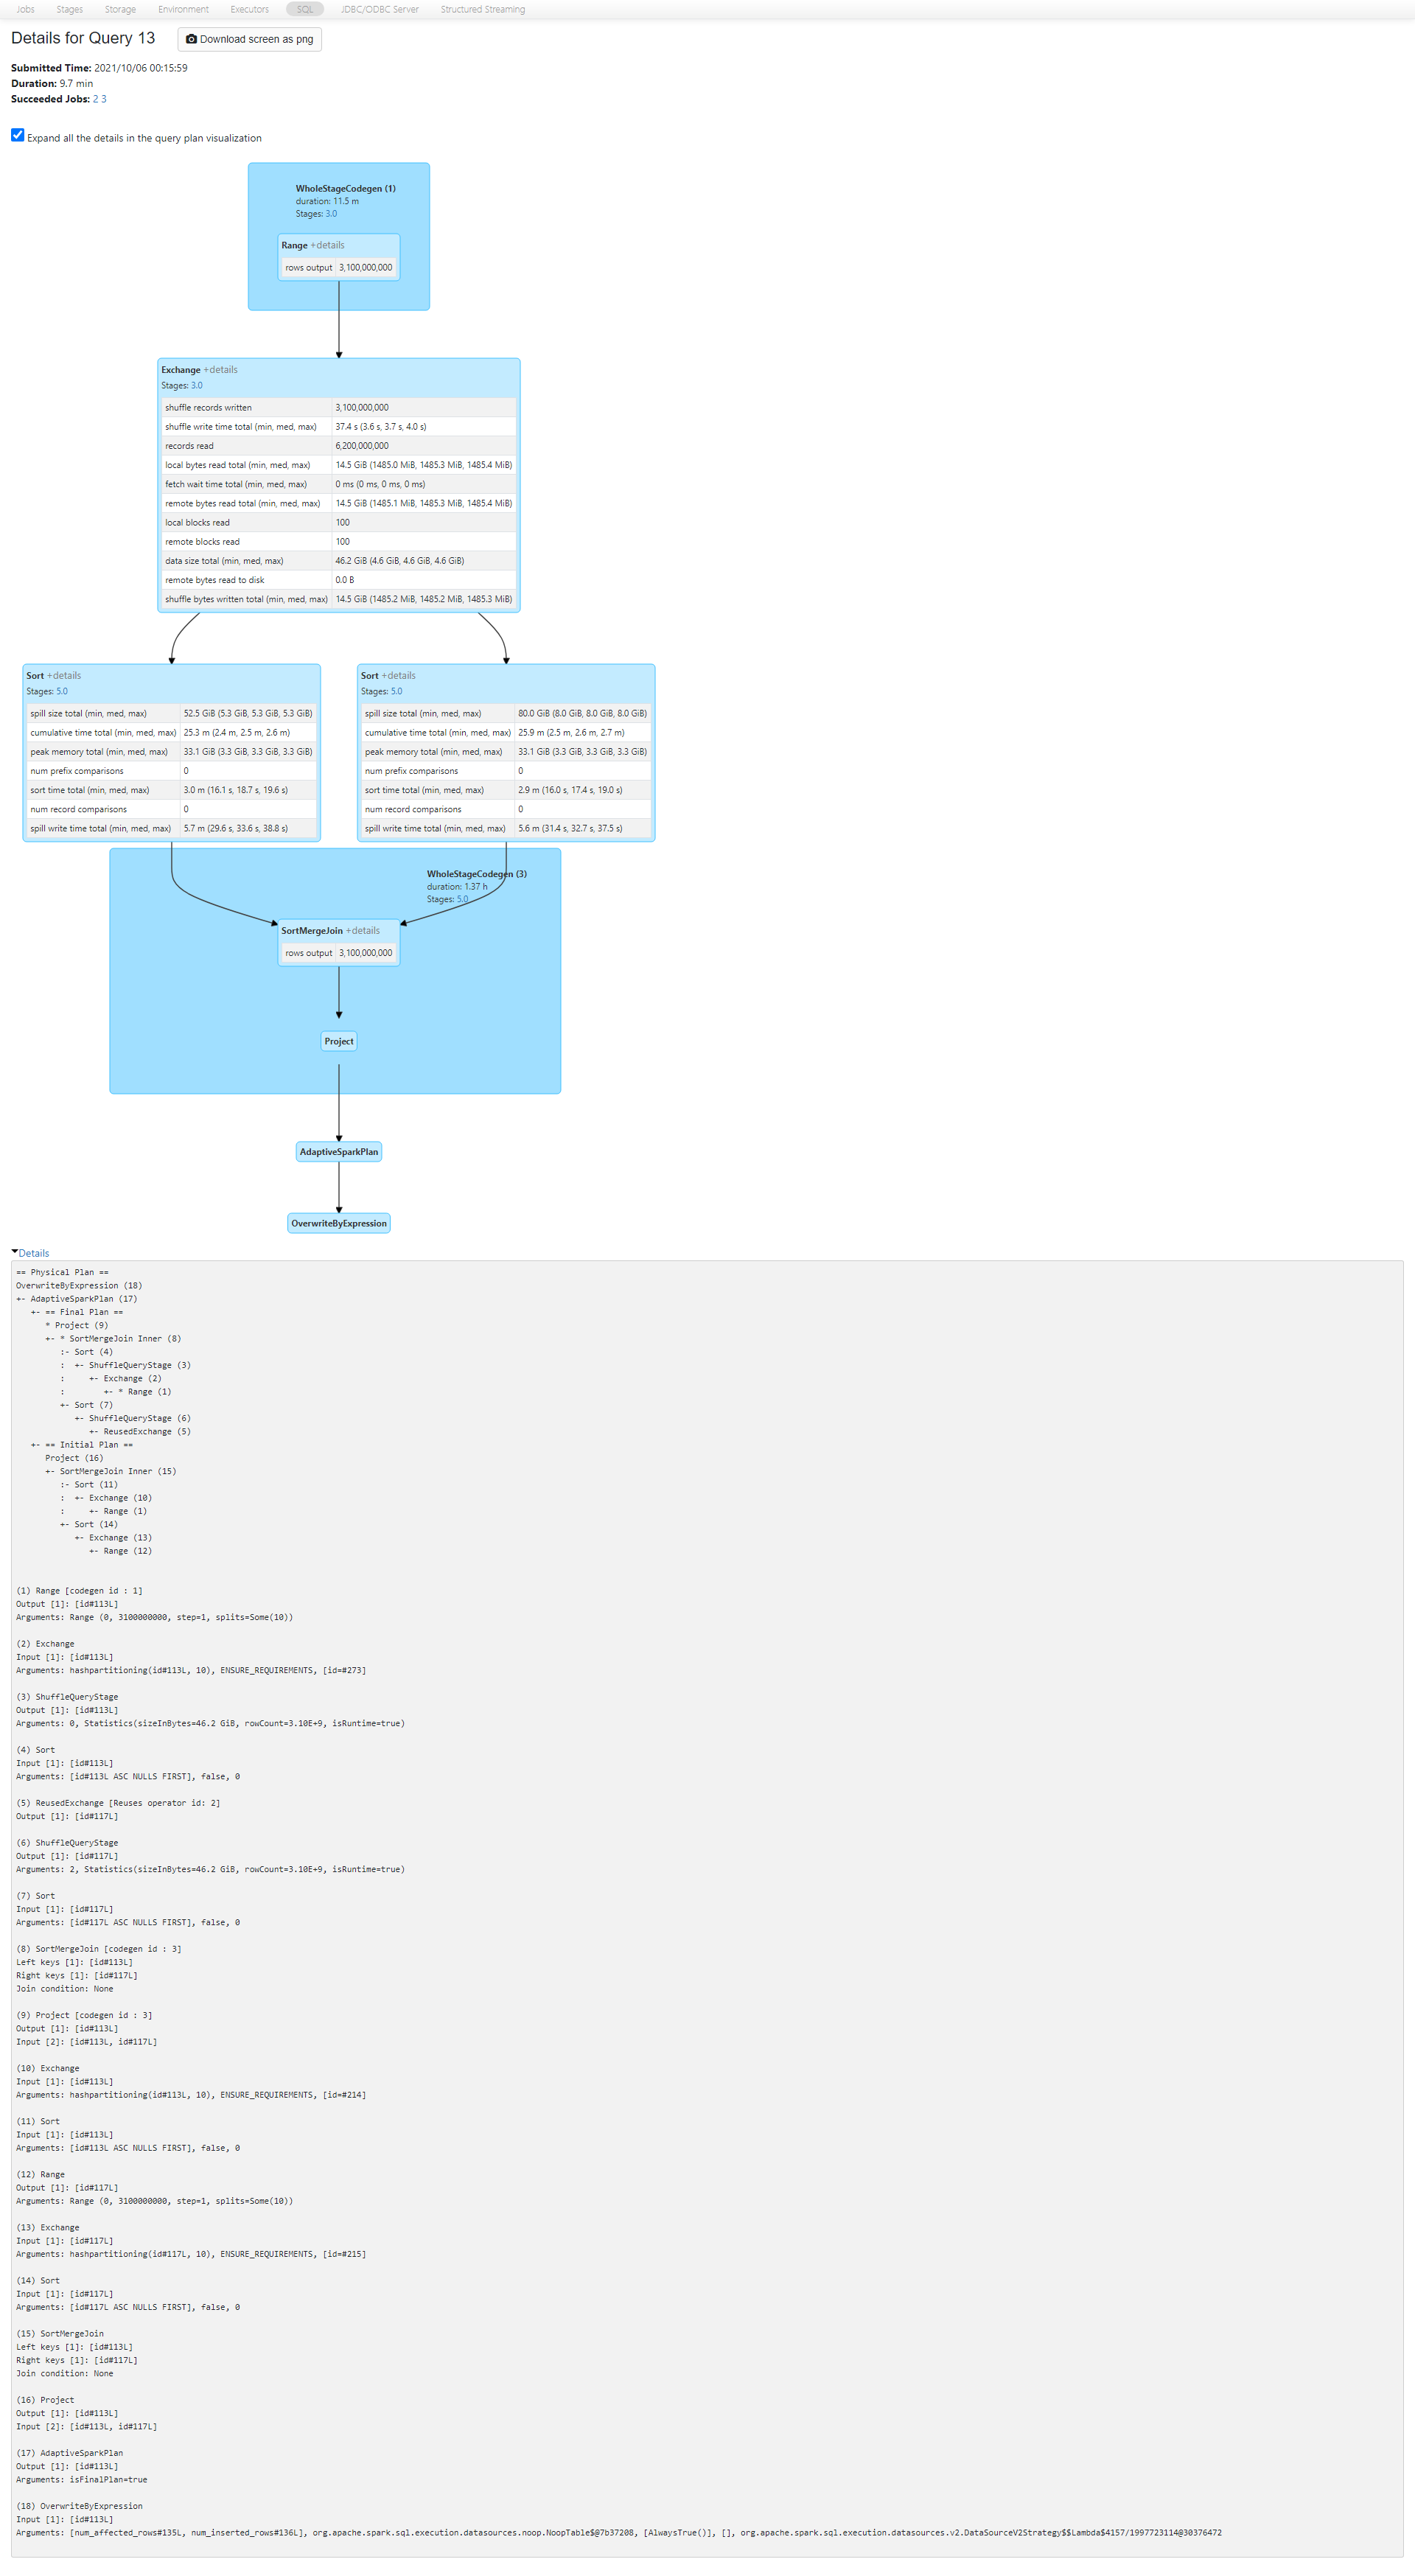 Jobs Stages Storage Environment Executors SQL JDBC/ODBC Server Structured Streaming
Details for Query 13
Download screen as png
Submitted Time: 2021/10/06 00:15:59
Duration: 9.7 min
Succeeded Jobs: 2 3
Expand all the details in the query plan visualization
WholeStageCodegen (1)
duration: 11.5 m
Stages: 3.0
Range +details
rows output 3,100,000,000
Exchange +details
Stages: 3.0
shuffle records written 3,100,000,000
shuffle write time total (min, med, max) 37.4 s (3.6 s, 3.7 s, 4.0 s)
records read 6,200,000,000
local bytes read total (min, med, max) 14.5 GiB (1485.0 MiB, 1485.3 MiB, 1485.4 MiB)
fetch wait time total (min, med, max) 0 ms (0 ms, 0 ms, 0 ms)
remote bytes read total (min, med, max) 14.5 GiB (1485.1 MiB, 1485.3 MiB, 1485.4 MiB)
local blocks read 100
remote blocks read 100
data size total (min, med, max) 46.2 GiB (4.6 GiB, 4.6 GiB, 4.6 GiB)
remote bytes read to disk 0.0 B
shuffle bytes written total (min, med, max) 14.5 GiB (1485.2 MiB, 1485.2 MiB, 1485.3 MiB)
Sort +details
Stages: 5.0
spill size total (min, med, max) 52.5 GiB (5.3 GiB, 5.3 GiB, 5.3 GiB)
cumulative time total (min, med, max) 25.3 m (2.4 m, 2.5 m, 2.6 m)
peak memory total (min, med, max) 33.1 GiB (3.3 GiB, 3.3 GiB, 3.3 GiB)
num prefix comparisons 0
sort time total (min, med, max) 3.0 m (16.1 s, 18.7 s, 19.6 s)
num record comparisons 0
spill write time total (min, med, max) 5.7 m (29.6 s, 33.6 s, 38.8 s)
Sort +details
Stages: 5.0
spill size total (min, med, max) 80.0 GiB (8.0 GiB, 8.0 GiB, 8.0 GiB)
cumulative time total (min, med, max) 25.9 m (2.5 m, 2.6 m, 2.7 m)
peak memory total (min, med, max) 33.1 GiB (3.3 GiB, 3.3 GiB, 3.3 GiB)
num prefix comparisons 0
sort time total (min, med, max) 2.9 m (16.0 s, 17.4 s, 19.0 s)
num record comparisons 0
spill write time total (min, med, max) 5.6 m (31.4 s, 32.7 s, 37.5 s)
WholeStageCodegen (3)
duration: 1.37 h
Stages: 5.0
SortMergeJoin +details
rows output 3,100,000,000
Project
AdaptiveSparkPlan
OverwriteByExpression
Details
== Physical Plan ==
OverwriteByExpression (18)
+- AdaptiveSparkPlan (17)
   +- == Final Plan ==
      * Project (9)
      +- * SortMergeJoin Inner (8)
         :- Sort (4)
         :  +- ShuffleQueryStage (3)
         :     +- Exchange (2)
         :        +- * Range (1)
         +- Sort (7)
            +- ShuffleQueryStage (6)
               +- ReusedExchange (5)
   +- == Initial Plan ==
      Project (16)
      +- SortMergeJoin Inner (15)
         :- Sort (11)
         :  +- Exchange (10)
         :     +- Range (1)
         +- Sort (14)
            +- Exchange (13)
               +- Range (12)
(1) Range [codegen id : 1]
Output [1]: [id#113L]
Arguments: Range (0, 3100000000, step=1, splits=Some(10))
(2) Exchange
Input [1]: [id#113L]
Arguments: hashpartitioning(id#113L, 10), ENSURE_REQUIREMENTS, [id=#273]
(3) ShuffleQueryStage
Output [1]: [id#113L]
Arguments: 0, Statistics(sizeInBytes=46.2 GiB, rowCount=3.10E+9, isRuntime=true)
(4) Sort
Input [1]: [id#113L]
Arguments: [id#113L ASC NULLS FIRST], false, 0
(5) ReusedExchange [Reuses operator id: 2]
Output [1]: [id#117L]
(6) ShuffleQueryStage
Output [1]: [id#117L]
Arguments: 2, Statistics(sizeInBytes=46.2 GiB, rowCount=3.10E+9, isRuntime=true)
(7) Sort
Input [1]: [id#117L]
Arguments: [id#117L ASC NULLS FIRST], false, 0
(8) SortMergeJoin [codegen id : 3]
Left keys [1]: [id#113L]
Right keys [1]: [id#117L]
Join condition: None
(9) Project [codegen id : 3]
Output [1]: [id#113L]
Input [2]: [id#113L, id#117L]
(10) Exchange
Input [1]: [id#113L]
Arguments: hashpartitioning(id#113L, 10), ENSURE_REQUIREMENTS, [id=#214]
(11) Sort
Input [1]: [id#113L]
Arguments: [id#113L ASC NULLS FIRST], false, 0
(12) Range
Output [1]: [id#117L]
Arguments: Range (0, 3100000000, step=1, splits=Some(10))
(13) Exchange
Input [1]: [id#117L]
Arguments: hashpartitioning(id#117L, 10), ENSURE_REQUIREMENTS, [id=#215]
(14) Sort
Input [1]: [id#117L]
Arguments: [id#117L ASC NULLS FIRST], false, 0
(15) SortMergeJoin
Left keys [1]: [id#113L]
Right keys [1]: [id#117L]
Join condition: None
(16) Project
Output [1]: [id#113L]
Input [2]: [id#113L, id#117L]
(17) AdaptiveSparkPlan
Output [1]: [id#113L]
Arguments: isFinalPlan=true
(18) OverwriteByExpression
Input [1]: [id#113L]
Arguments: [num_affected_rows#135L, num_inserted_rows#136L], org.apache.spark.sql.execution.datasources.noop.NoopTable$@7b37208, [AlwaysTrue()], [], org.apache.spark.sql.execution.datasources.v2.DataSourceV2Strategy$$Lambda$4157/1997723114@30376472